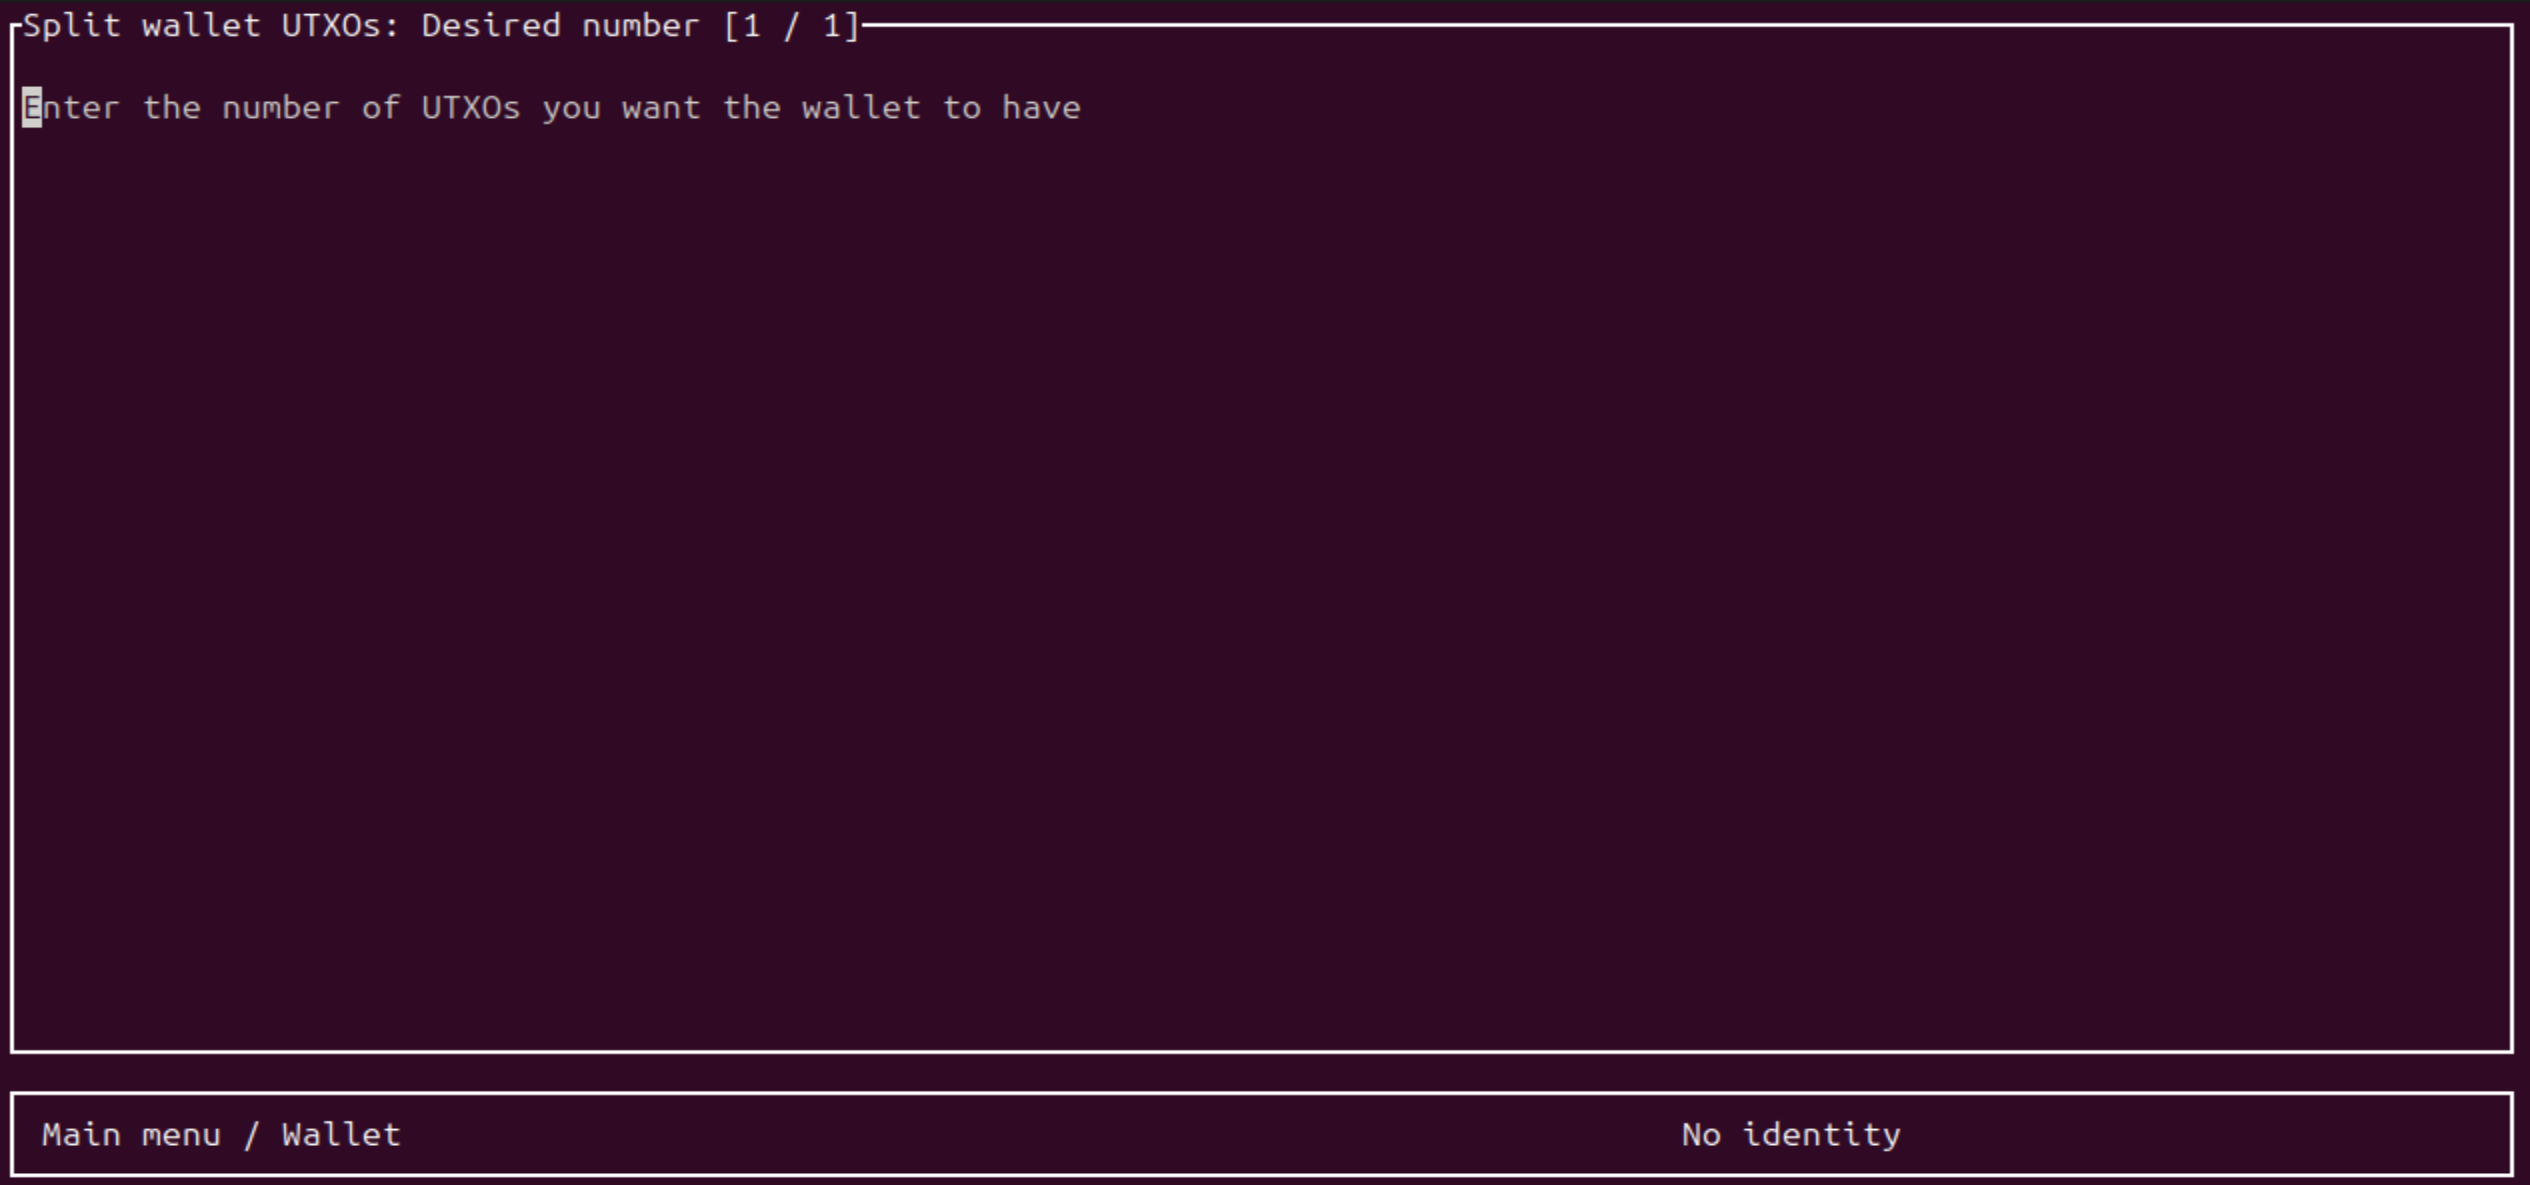 Split wallet UTXOs: Desired number [1 / 1]
Enter the number of UTXOs you want the wallet to have
Main menu / Wallet
No identity